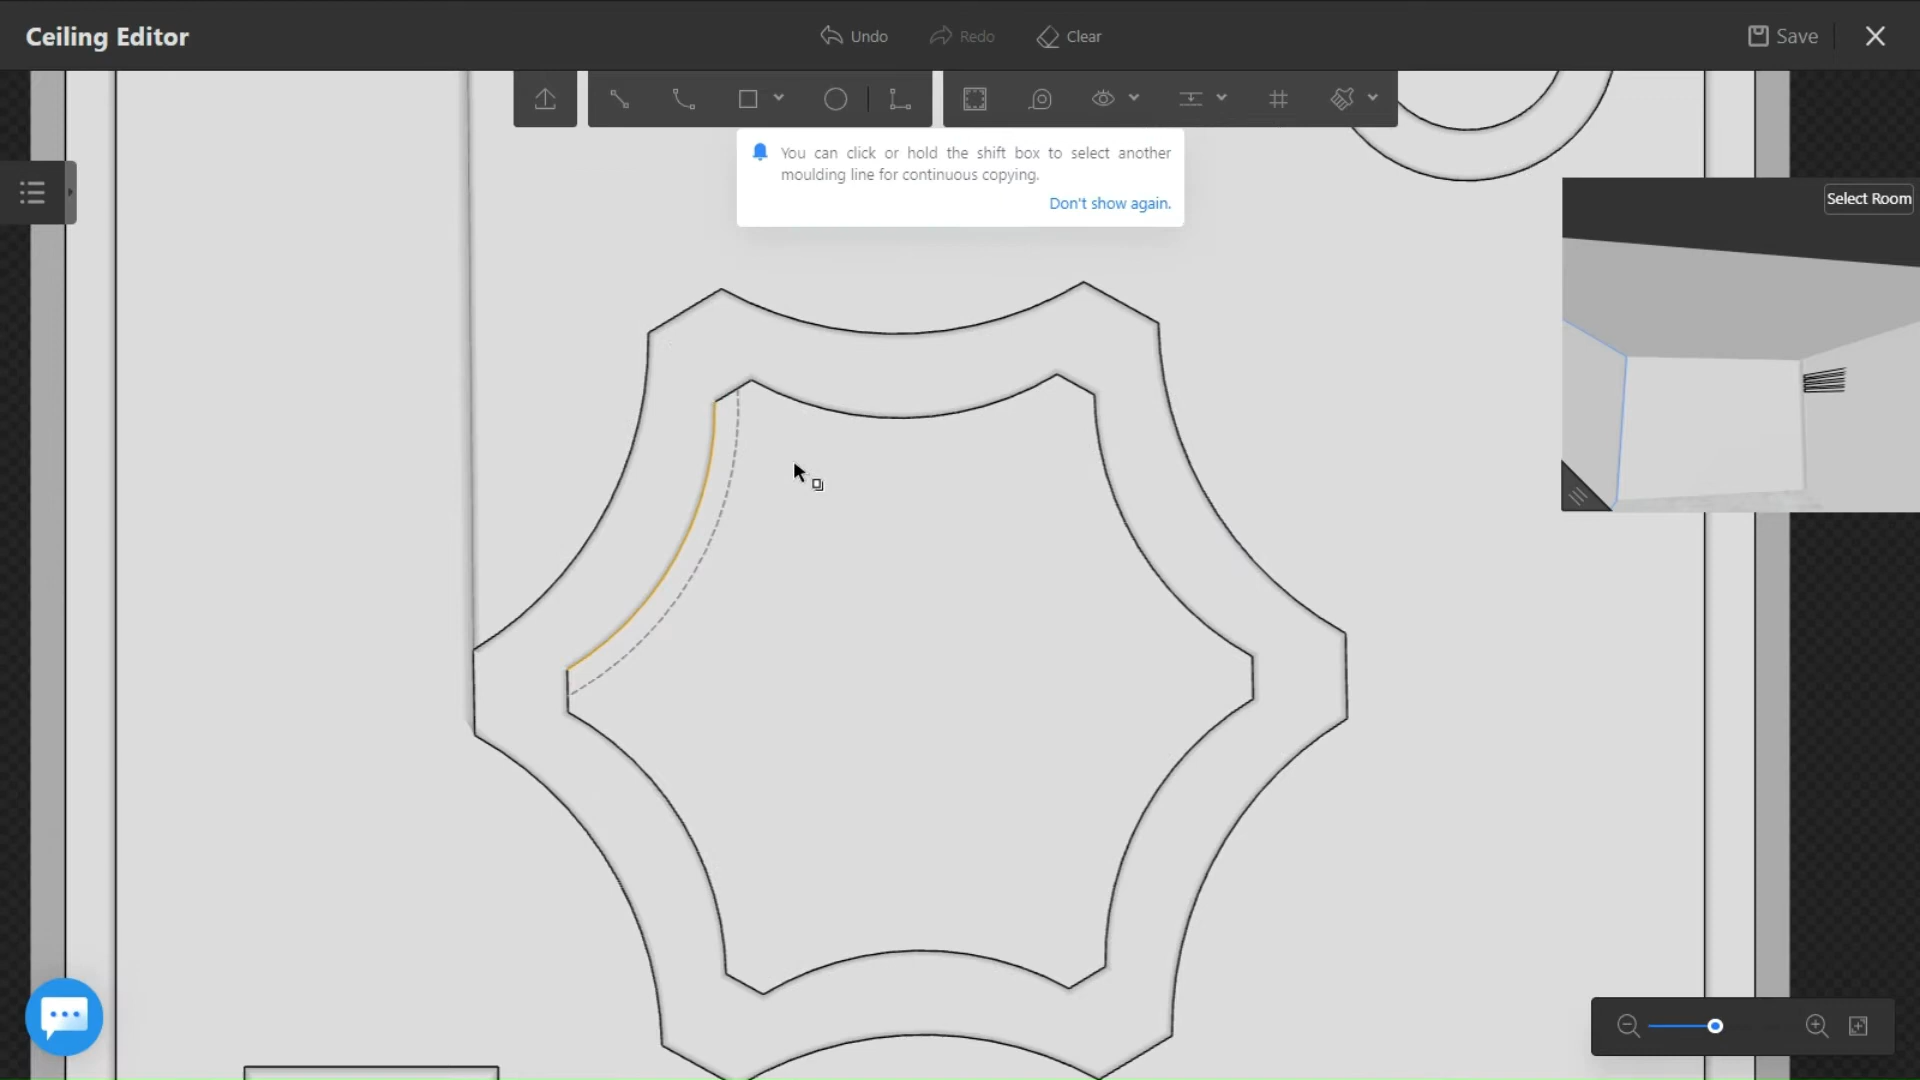 Ceiling Editor
Undo
Redo
Clear
Save
You can click or hold the shift box to select another
moulding line for continuous copying.
Don't show again.
Select Room